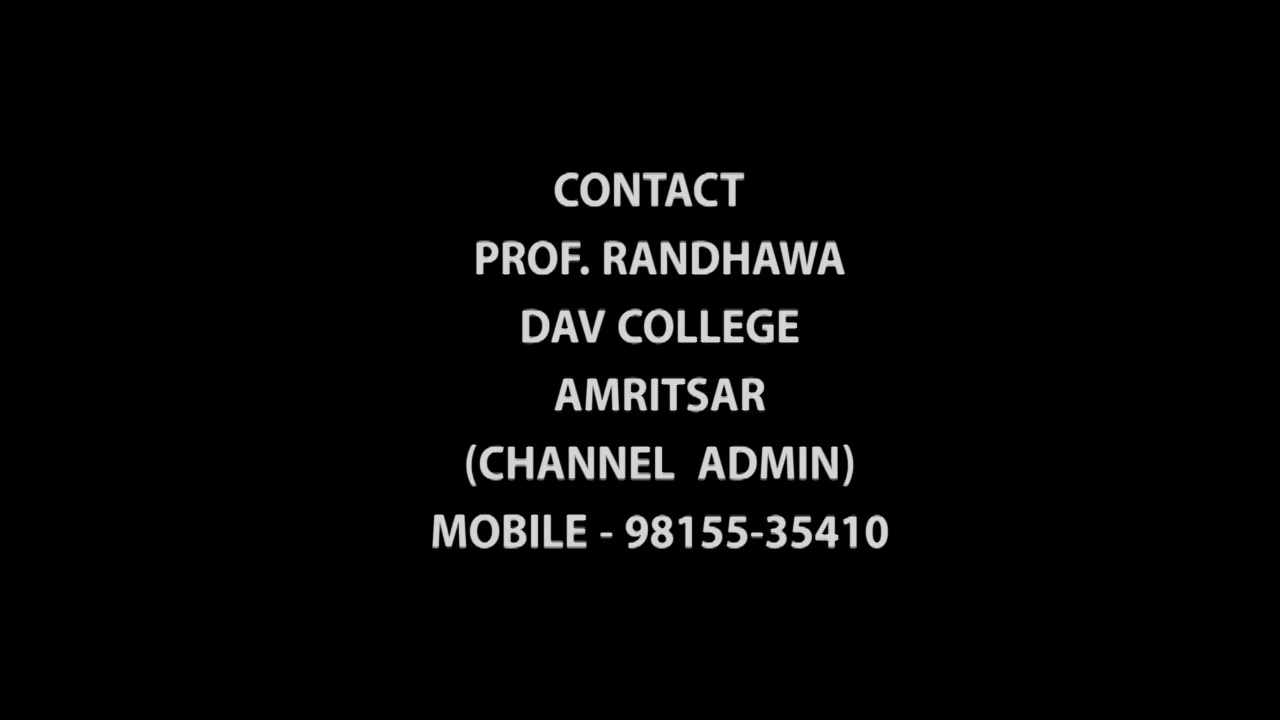 CONTACT
PROF. RANDHAWA
DAV COLLEGE
AMRITSAR
(CHANNEL ADMIN)
MOBILE - 98155-35410